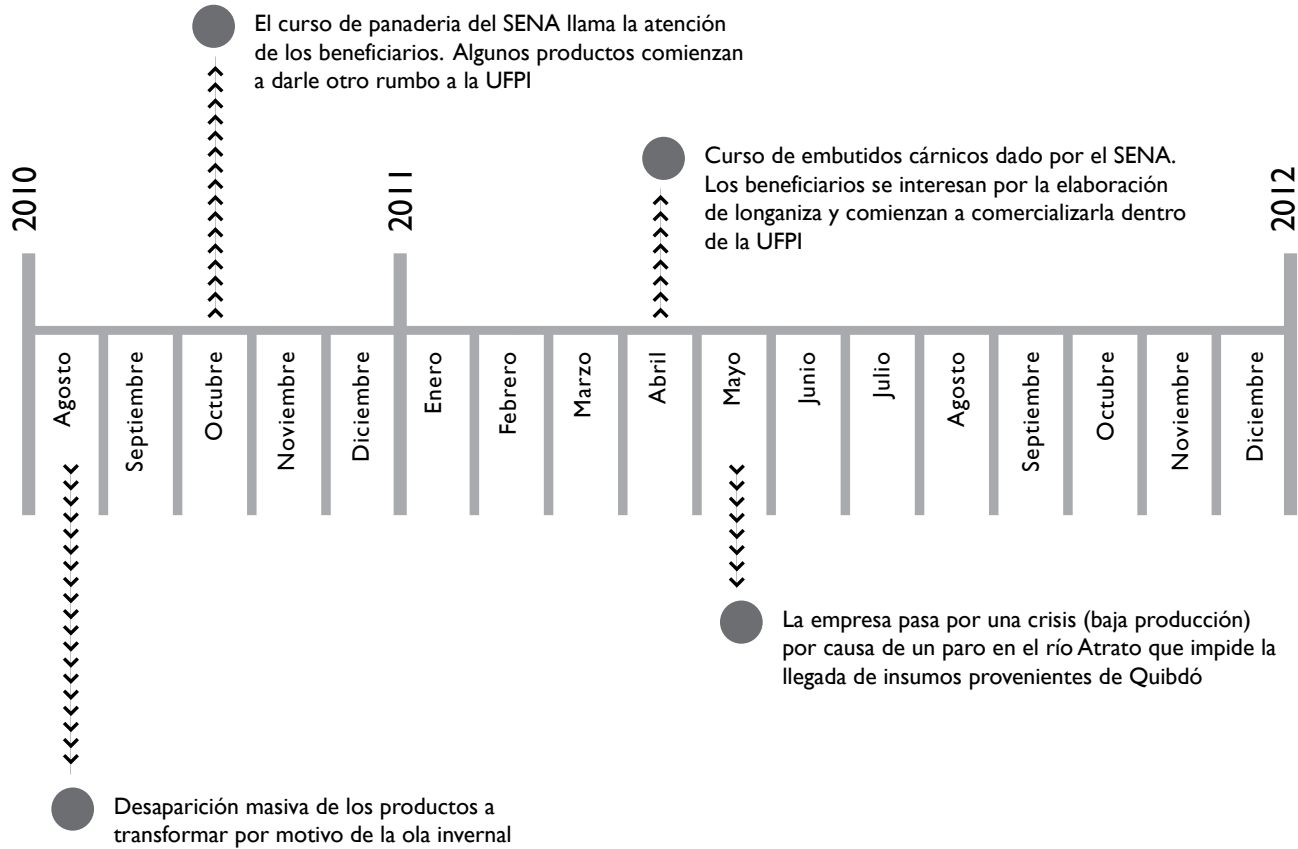 El curso de panaderia del SENA llama la atención
de los beneficiarios. Algunos productos comienzan
a darle otro rumbo a la UFPI
Curso de embutidos cárnicos dado por el SENA.
Los beneficiarios se interesan por la elaboración
de longaniza y comienzan a comercializarla dentro
de la UFPI
2010
2011
2012
Agosto
Septiembre
Octubre
Noviembre
Diciembre
Enero
Febrero
Marzo
Abril
Mayo
Junio
Julio
Agosto
Septiembre
Octubre
Noviembre
Diciembre
La empresa pasa por una crisis (baja producción)
por causa de un paro en el río Atrato que impide la
llegada de insumos provenientes de Quibdó
Desaparición masiva de los productos a
transformar por motivo de la ola invernal